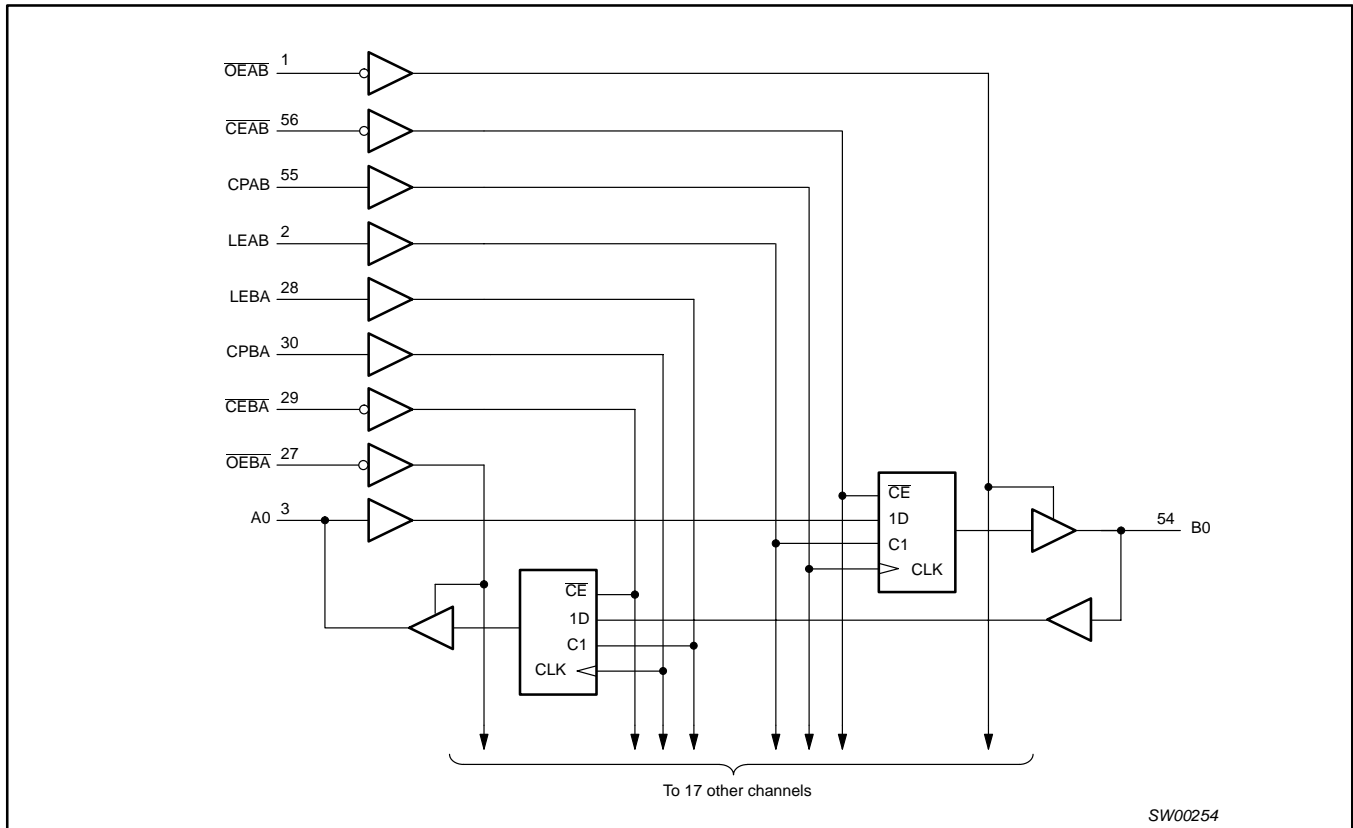 OEAB 1
CEAB 56
CPAB 55
LEAB 2
LEBA 28
CPBA 30
CEBA 29
OEBA 27
A0 3
CE
1D
C1
CLK
54 B0
CE
1D
C1
CLK
To 17 other channels
SW00254